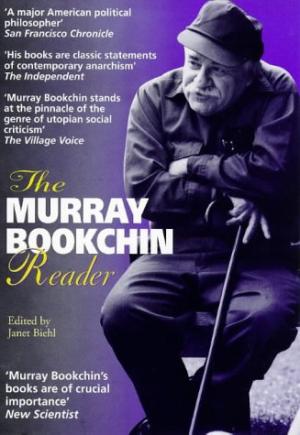 ‘A major American political
philosopher’
San Francisco Chronicle
‘His books are classic statements
of contemporary anarchism’
The Independent
‘Murray Bookchin stands
at the pinnacle of the
genre of utopian social
criticism’
The Village Voice
The
MURRAY
BOOKCHIN
Reader
Edited by
Janet Biehl
‘Murray Bookchin’s
books are of crucial
importance’
New Scientist